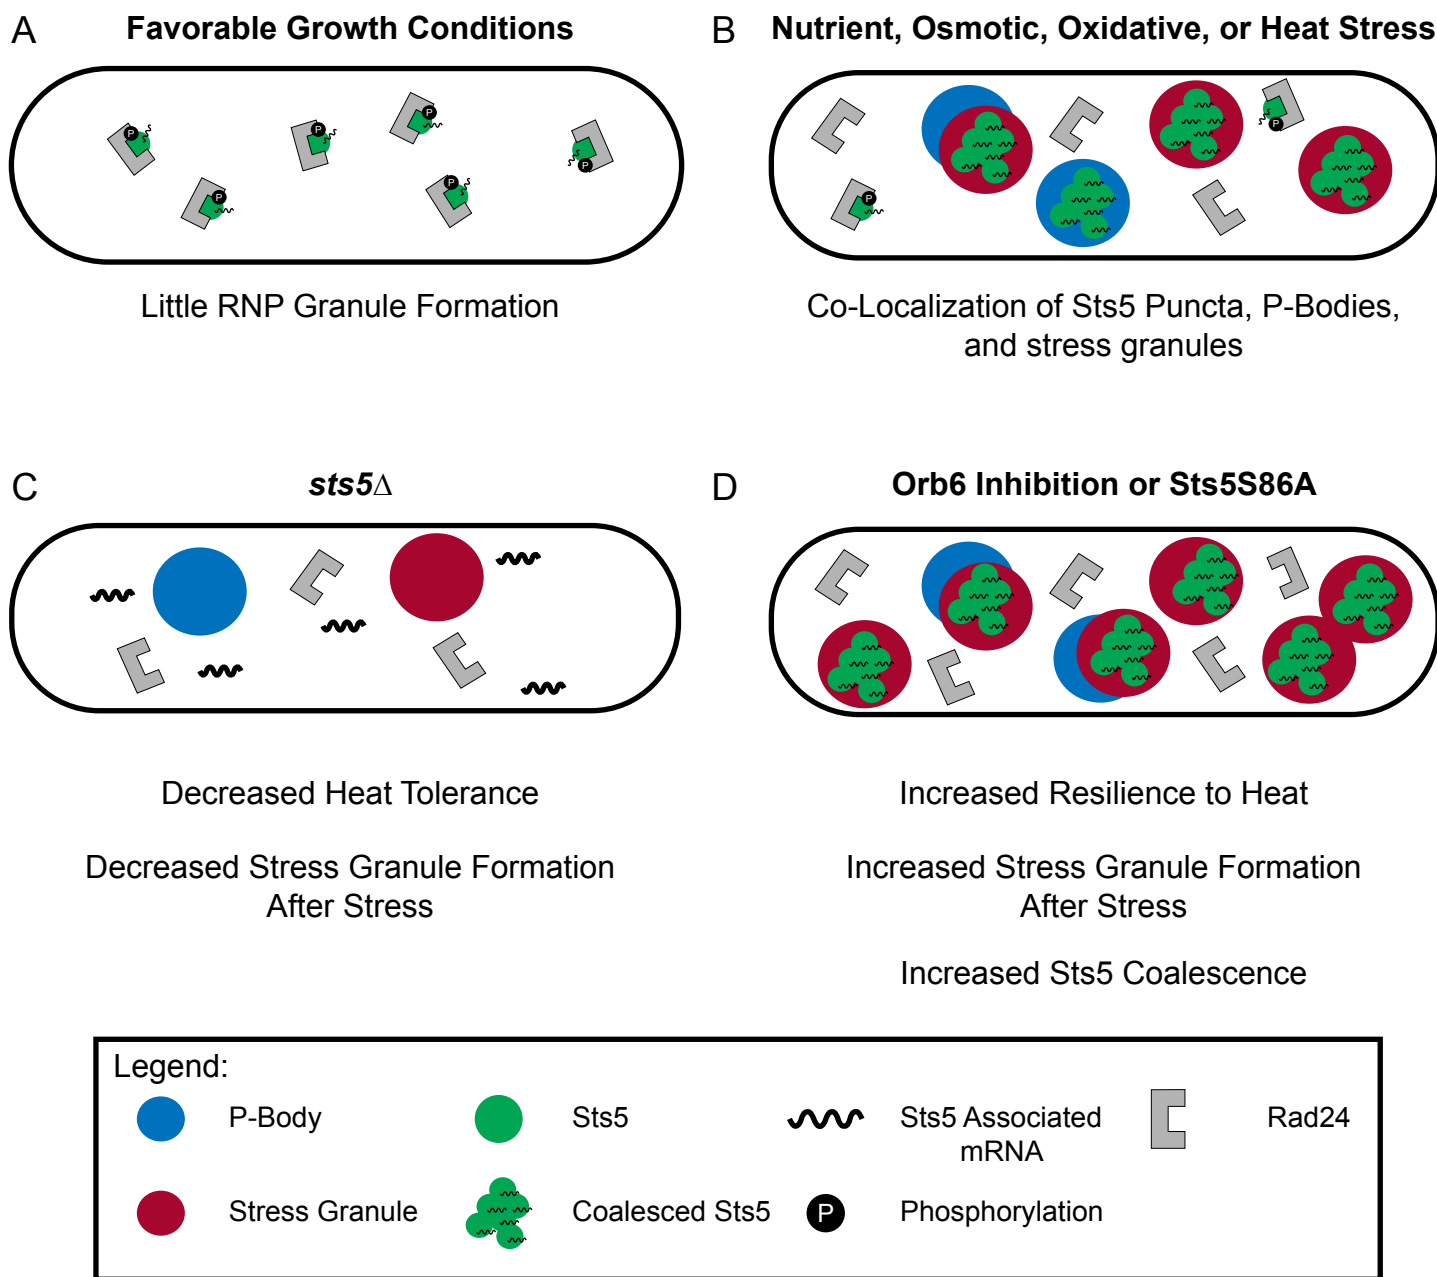 A
Favorable Growth Conditions
P
P
P
P
P
P
Little RNP Granule Formation
B
Nutrient, Osmotic, Oxidative, or Heat Stress
P
P
Co-Localization of Sts5 Puncta, P-Bodies,
and stress granules
C
sts5Δ
Decreased Heat Tolerance
Decreased Stress Granule Formation
After Stress
D
Orb6 Inhibition or Sts5S86A
Increased Resilience to Heat
Increased Stress Granule Formation
After Stress
Increased Sts5 Coalescence
Legend:
P-Body
Sts5
Sts5 Associated
mRNA
Rad24
Stress Granule
Coalesced Sts5
P
Phosphorylation